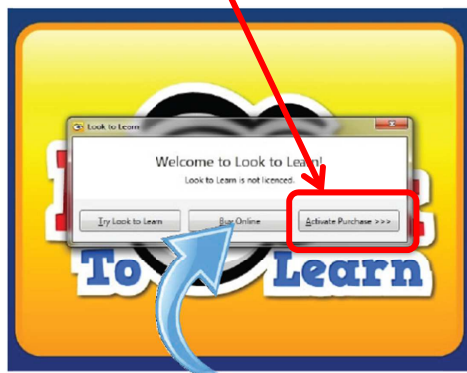 Look to Learn
Welcome to Look to Learn!
Look to Learn is not licenced.
Try Look to Learn
Buy Online
Activate Purchase >>>
To Learn